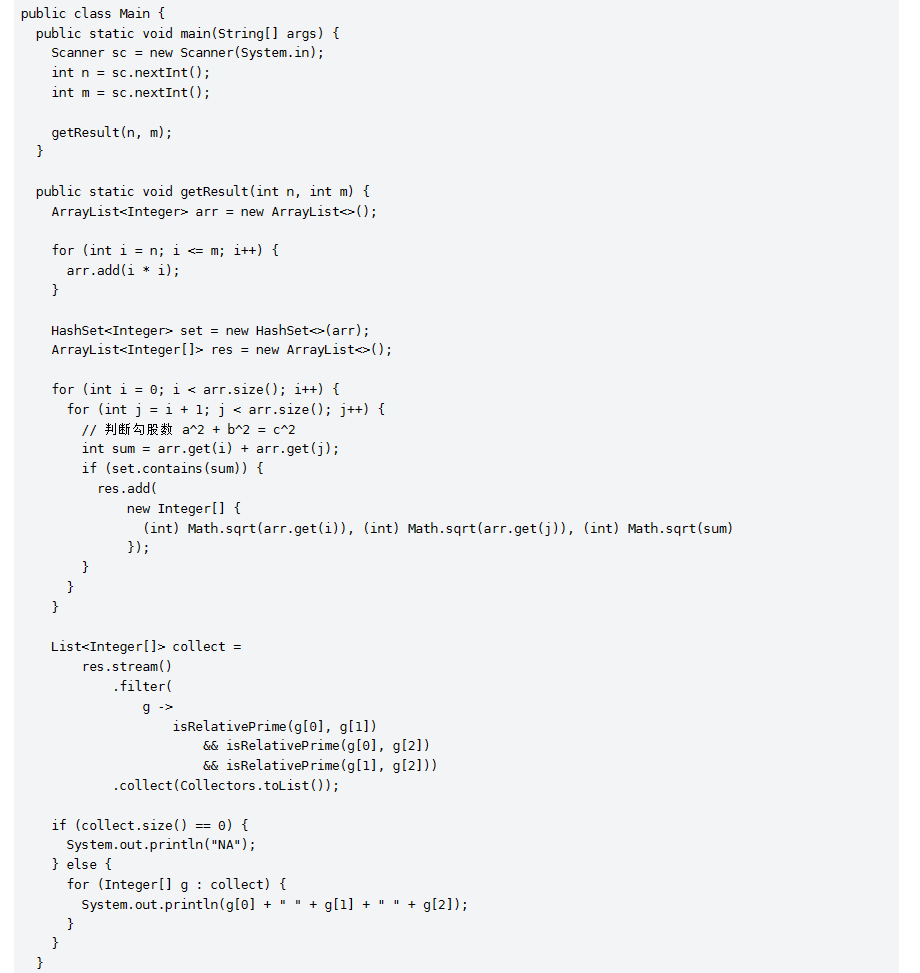 public class Main {
  public static void main(String[] args) {
    Scanner sc = new Scanner(System.in);
    int n = sc.nextInt();
    int m = sc.nextInt();

    getResult(n, m);
  }

  public static void getResult(int n, int m) {
    ArrayList<Integer> arr = new ArrayList<>();

    for (int i = n; i <= m; i++) {
      arr.add(i * i);
    }

    HashSet<Integer> set = new HashSet<>(arr);
    ArrayList<Integer[]> res = new ArrayList<>();

    for (int i = 0; i < arr.size(); i++) {
      for (int j = i + 1; j < arr.size(); j++) {
        // 判断勾股数 a^2 + b^2 = c^2
        int sum = arr.get(i) + arr.get(j);
        if (set.contains(sum)) {
          res.add(
              new Integer[] {
                (int) Math.sqrt(arr.get(i)), (int) Math.sqrt(arr.get(j)), (int) Math.sqrt(sum)
              });
        }
      }
    }

    List<Integer[]> collect =
        res.stream()
            .filter(
                g ->
                    isRelativePrime(g[0], g[1])
                        && isRelativePrime(g[0], g[2])
                        && isRelativePrime(g[1], g[2]))
            .collect(Collectors.toList());

    if (collect.size() == 0) {
      System.out.println("NA");
    } else {
      for (Integer[] g : collect) {
        System.out.println(g[0] + " " + g[1] + " " + g[2]);
      }
    }
  }